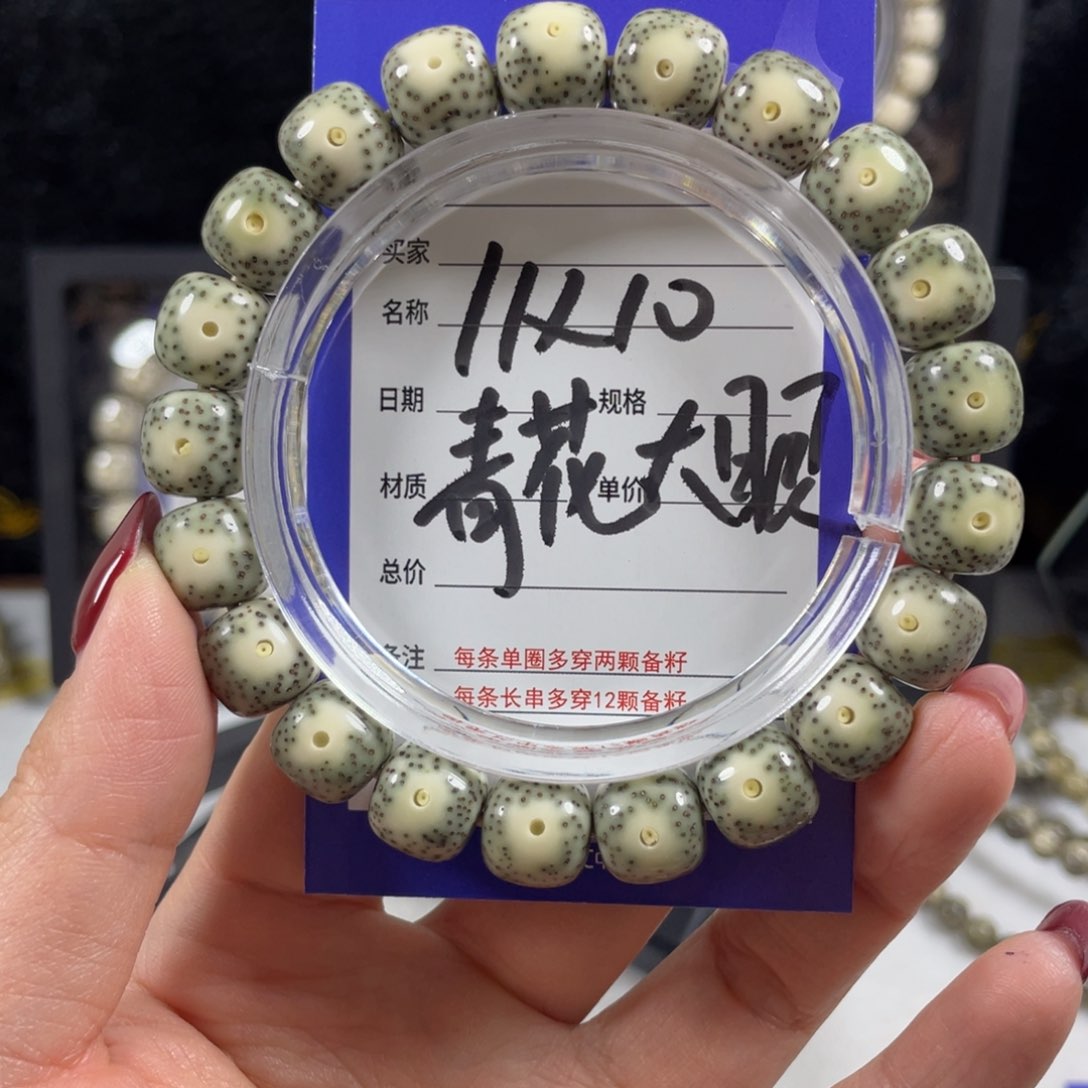 买家
名称 11X10
日期 规格
青花大眼
材质 单价
总价
备注 每条单圈多穿两颗备籽
每条长串多穿12颗备籽